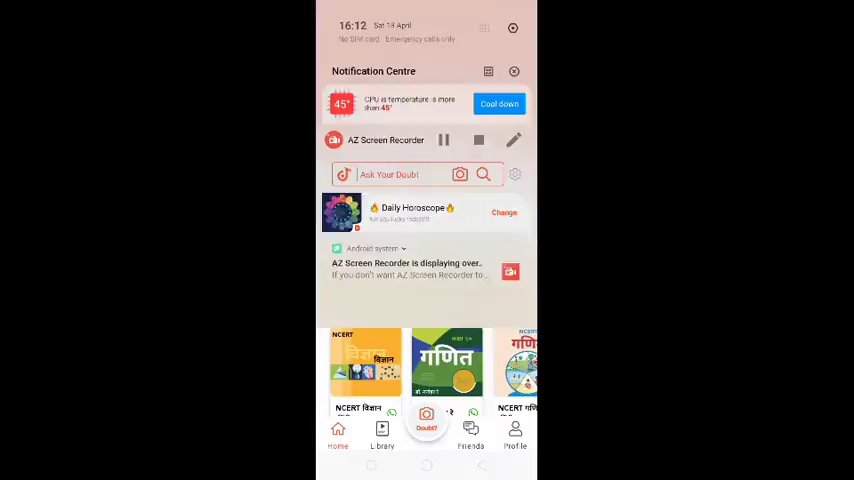 16:12 Sat 18 April
No SIM card Emergency calls only
Notification Centre
45°
CPU is temperature is more
than 45°
Cool down
AZ Screen Recorder
Ask Your Doubt
🔥 Daily Horoscope🔥
Change
Android system
AZ Screen Recorder is displaying over..
If you don't want AZ Screen Recorder to...
NCERT
विज्ञान
विज्ञान
गणित
NCERT
गणि
NCERT विज्ञान
NCERT गणि
Doubt?
Home
Library
Friends
Profile